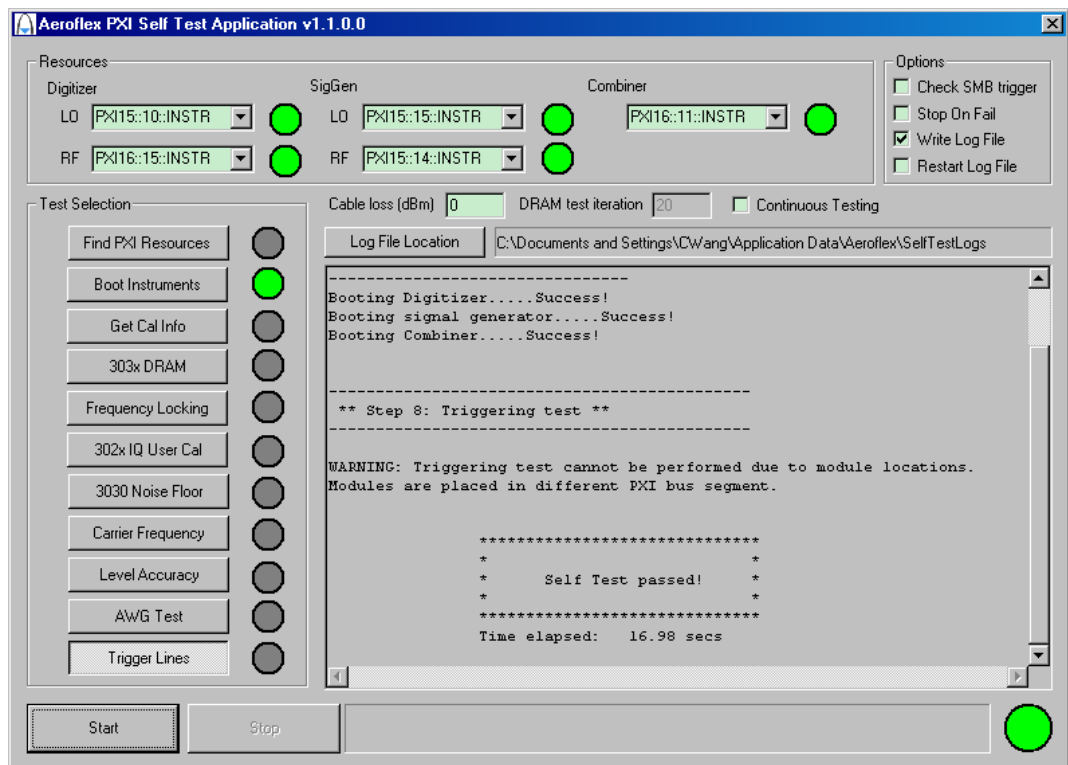 Aeroflex PXI Self Test Application v1.1.0.0
Resources
Digitizer
LO PXI15::10::INSTR
RF PXI16::15::INSTR
SigGen
LO PXI15::15::INSTR
RF PXI15::14::INSTR
Combiner
PXI16::11::INSTR
Options
Check SMB trigger
Stop On Fail
Write Log File
Restart Log File
Test Selection
Find PXI Resources
Boot Instruments
Get Cal Info
303x DRAM
Frequency Locking
302x IQ User Cal
3030 Noise Floor
Carrier Frequency
Level Accuracy
AWG Test
Trigger Lines
Cable loss (dBm) 0 DRAM test iteration 20 Continuous Testing
Log File Location C:\Documents and Settings\CWang\Application Data\Aeroflex\SelfTestLogs
--------------------------------
Booting Digitizer.....Success!
Booting signal generator.....Success!
Booting Combiner.....Success!
---------------------------------------------
** Step 8: Triggering test **
---------------------------------------------
WARNING: Triggering test cannot be performed due to module locations.
Modules are placed in different PXI bus segment.
******************************
* *
* Self Test passed! *
* *
******************************
Time elapsed: 16.98 secs
Start
Stop